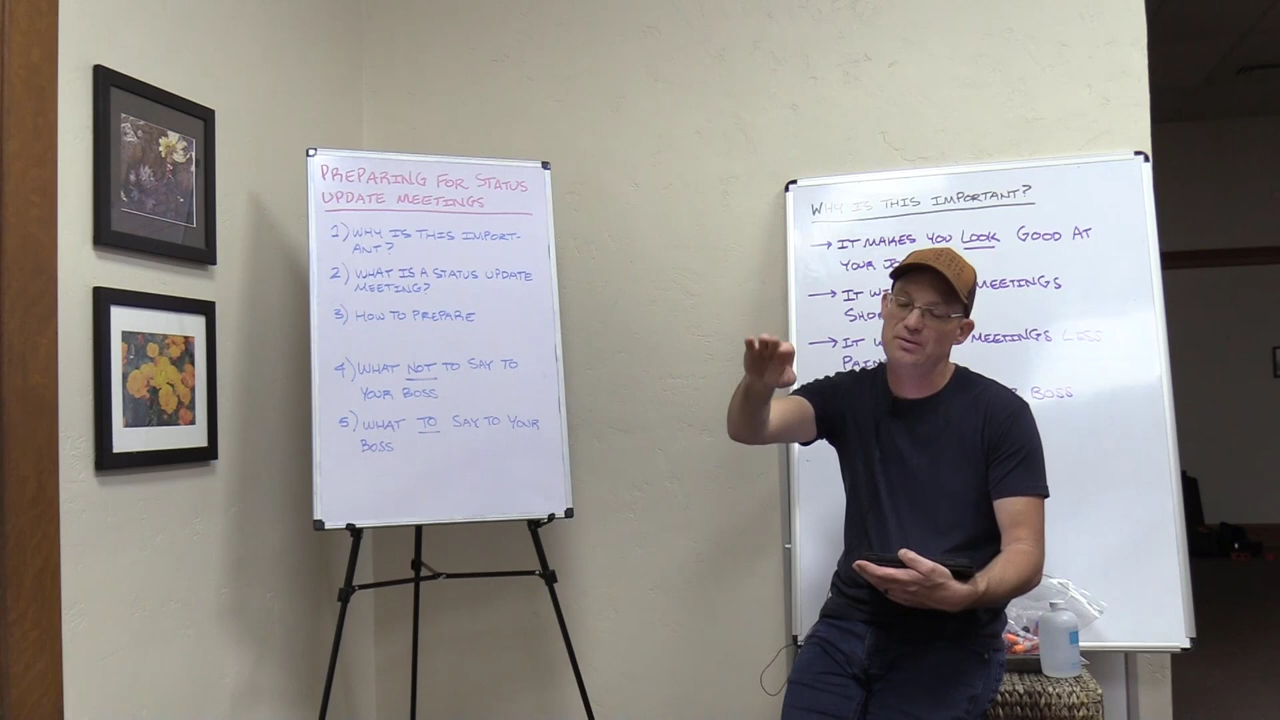 PREPARING FOR STATUS
UPDATE MEETINGS
1) WHY IS THIS IMPORT-
ANT?
2) WHAT IS A STATUS UPDATE
MEETING?
3) HOW TO PREPARE
4) WHAT NOT TO SAY TO
YOUR BOSS
5) WHAT TO SAY TO YOUR
BOSS
WHY IS THIS IMPORTANT?
→ IT MAKES YOU LOOK GOOD AT
YOUR
→ IT MEETINGS
→ IT MEETINGS LESS
BOSS